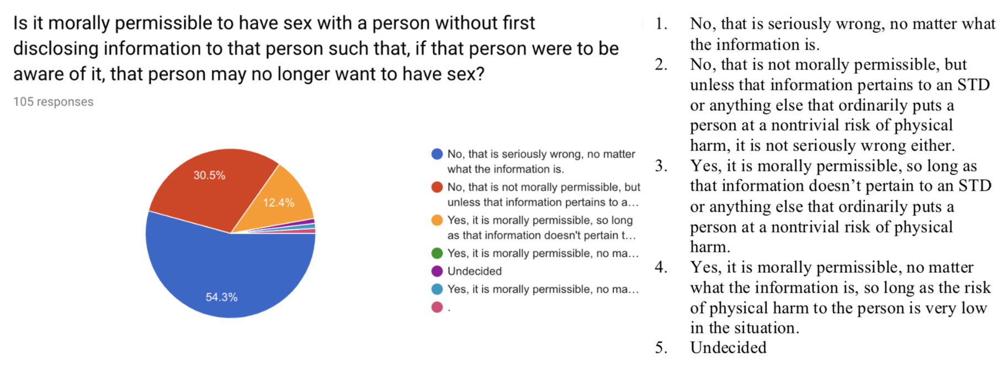 Is it morally permissible to have sex with a person without first
disclosing information to that person such that, if that person were to be
aware of it, that person may no longer want to have sex?
105 responses
30.5%
12.4%
54.3%
No, that is seriously wrong, no matter
what the information is.
No, that is not morally permissible, but
unless that information pertains to a...
Yes, it is morally permissible, so long
as that information doesn't pertain t...
Yes, it is morally permissible, no ma...
Undecided
Yes, it is morally permissible, no ma...
.
1. No, that is seriously wrong, no matter what
the information is.
2. No, that is not morally permissible, but
unless that information pertains to an STD
or anything else that ordinarily puts a
person at a nontrivial risk of physical
harm, it is not seriously wrong either.
3. Yes, it is morally permissible, so long as
that information doesn’t pertain to an STD
or anything else that ordinarily puts a
person at a nontrivial risk of physical
harm.
4. Yes, it is morally permissible, no matter
what the information is, so long as the risk
of physical harm to the person is very low
in the situation.
5. Undecided